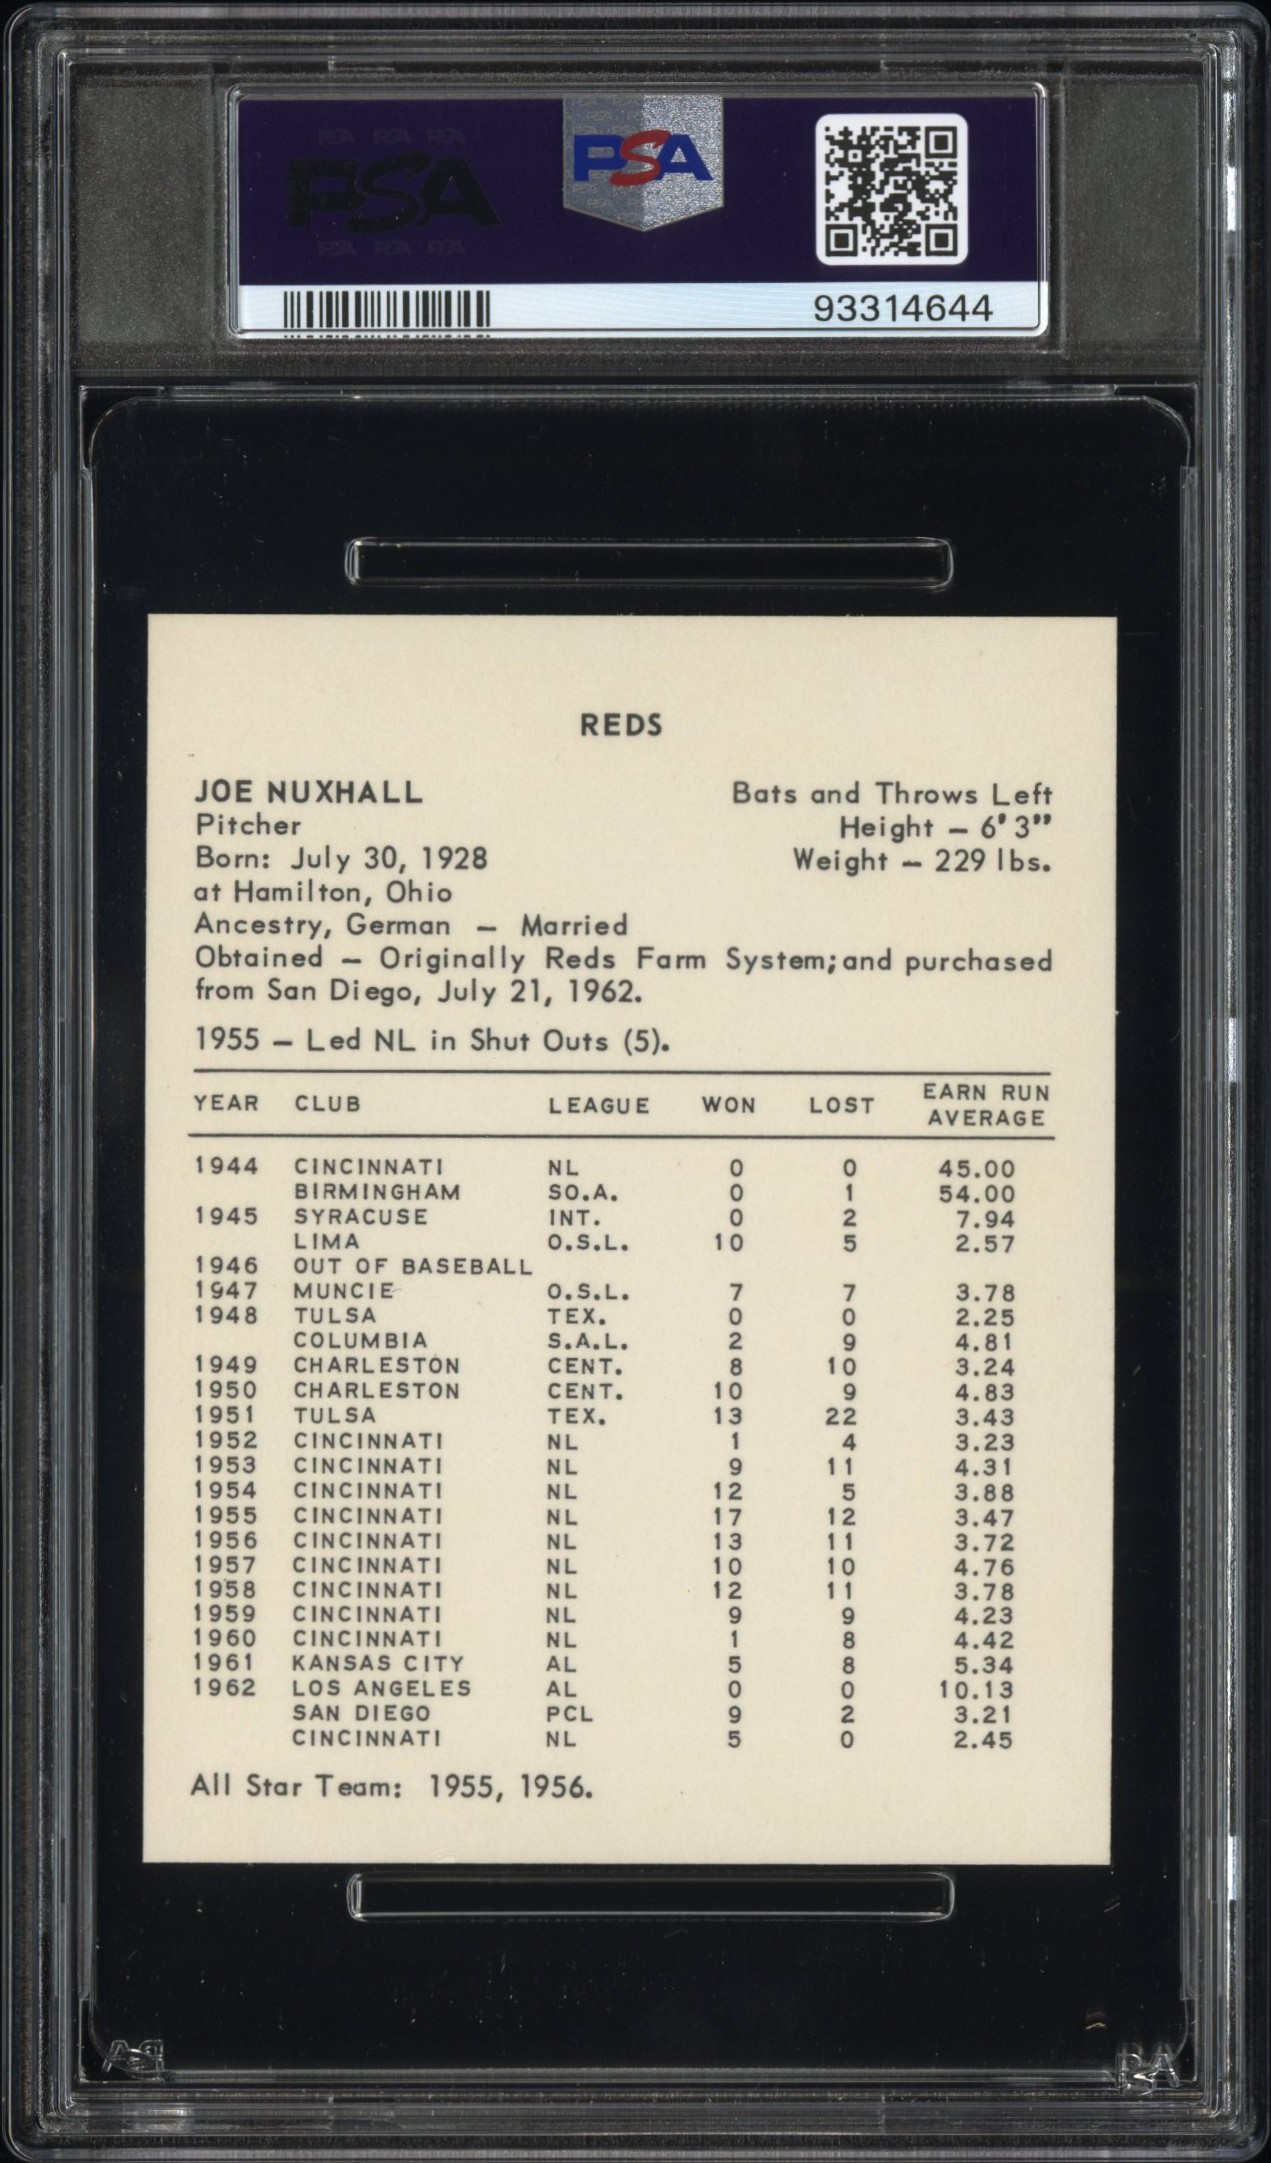 PSA PSA PSA
PSA
PSA PSA PSA
PSA
93314644
REDS
JOE NUXHALL
Bats and Throws Left
Pitcher
Height — 6' 3"
Born: July 30, 1928
Weight — 229 lbs.
at Hamilton, Ohio
Ancestry, German — Married
Obtained — Originally Reds Farm System; and purchased
from San Diego, July 21, 1962.
1955 — Led NL in Shut Outs (5).
YEAR CLUB LEAGUE WON LOST EARN RUN AVERAGE
1944 CINCINNATI NL 0 0 45.00
BIRMINGHAM SO.A. 0 1 54.00
1945 SYRACUSE INT. 0 2 7.94
LIMA O.S.L. 10 5 2.57
1946 OUT OF BASEBALL
1947 MUNCIE O.S.L. 7 7 3.78
1948 TULSA TEX. 0 0 2.25
COLUMBIA S.A.L. 2 9 4.81
1949 CHARLESTON CENT. 8 10 3.24
1950 CHARLESTON CENT. 10 9 4.83
1951 TULSA TEX. 13 22 3.43
1952 CINCINNATI NL 1 4 3.23
1953 CINCINNATI NL 9 11 4.31
1954 CINCINNATI NL 12 5 3.88
1955 CINCINNATI NL 17 12 3.47
1956 CINCINNATI NL 13 11 3.72
1957 CINCINNATI NL 10 10 4.76
1958 CINCINNATI NL 12 11 3.78
1959 CINCINNATI NL 9 9 4.23
1960 CINCINNATI NL 1 8 4.42
1961 KANSAS CITY AL 5 8 5.34
1962 LOS ANGELES AL 0 0 10.13
SAN DIEGO PCL 9 2 3.21
CINCINNATI NL 5 0 2.45
All Star Team: 1955, 1956.
PSA
PSA